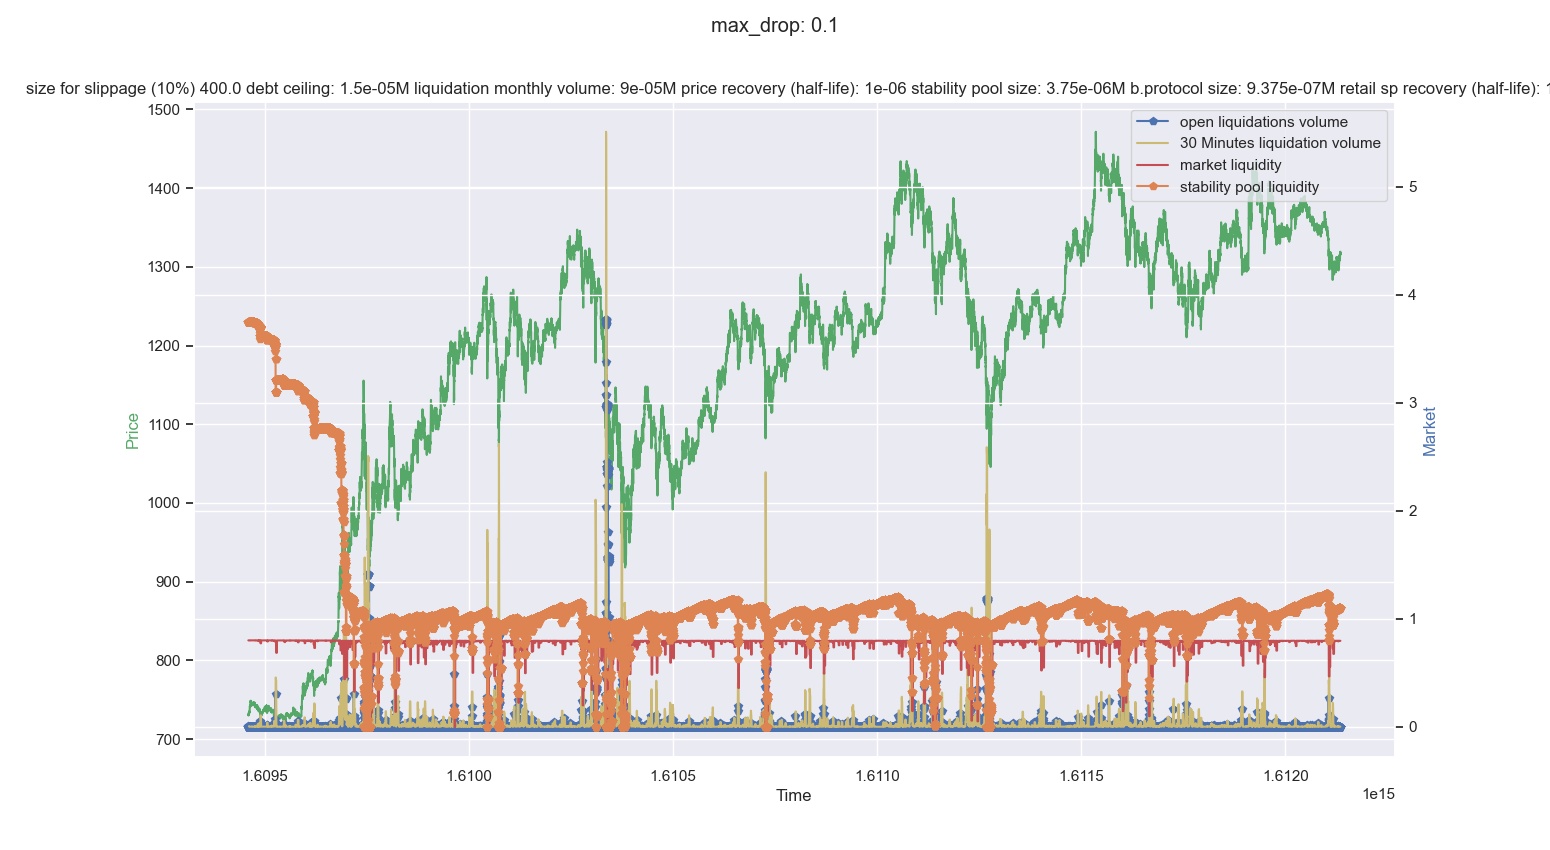 max_drop: 0.1
size for slippage (10%) 400.0 debt ceiling: 1.5e-05M liquidation monthly volume: 9e-05M price recovery (half-life): 1e-06 stability pool size: 3.75e-06M b.protocol size: 9.375e-07M retail sp recovery (half-life): 1
open liquidations volume
30 Minutes liquidation volume
market liquidity
stability pool liquidity
1500
1400
1300
1200
1100
1000
900
800
700
Price
5
4
3
2
1
0
Market
1.6095 1.6100 1.6105 1.6110 1.6115 1.6120
1e15
Time